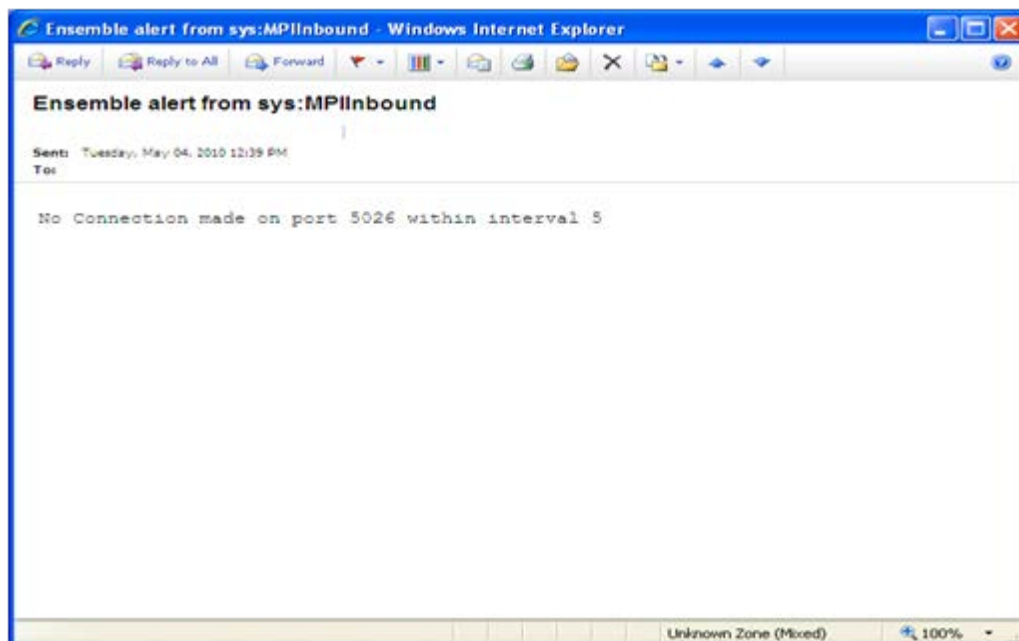 Ensemble alert from sys:MPIInbound - Windows Internet Explorer
Reply Reply to All Forward
Ensemble alert from sys:MPIInbound
Sent: Tuesday, May 04, 2010 12:39 PM
To:
No Connection made on port 5026 within interval 5
Unknown Zone (Mixed) 100%